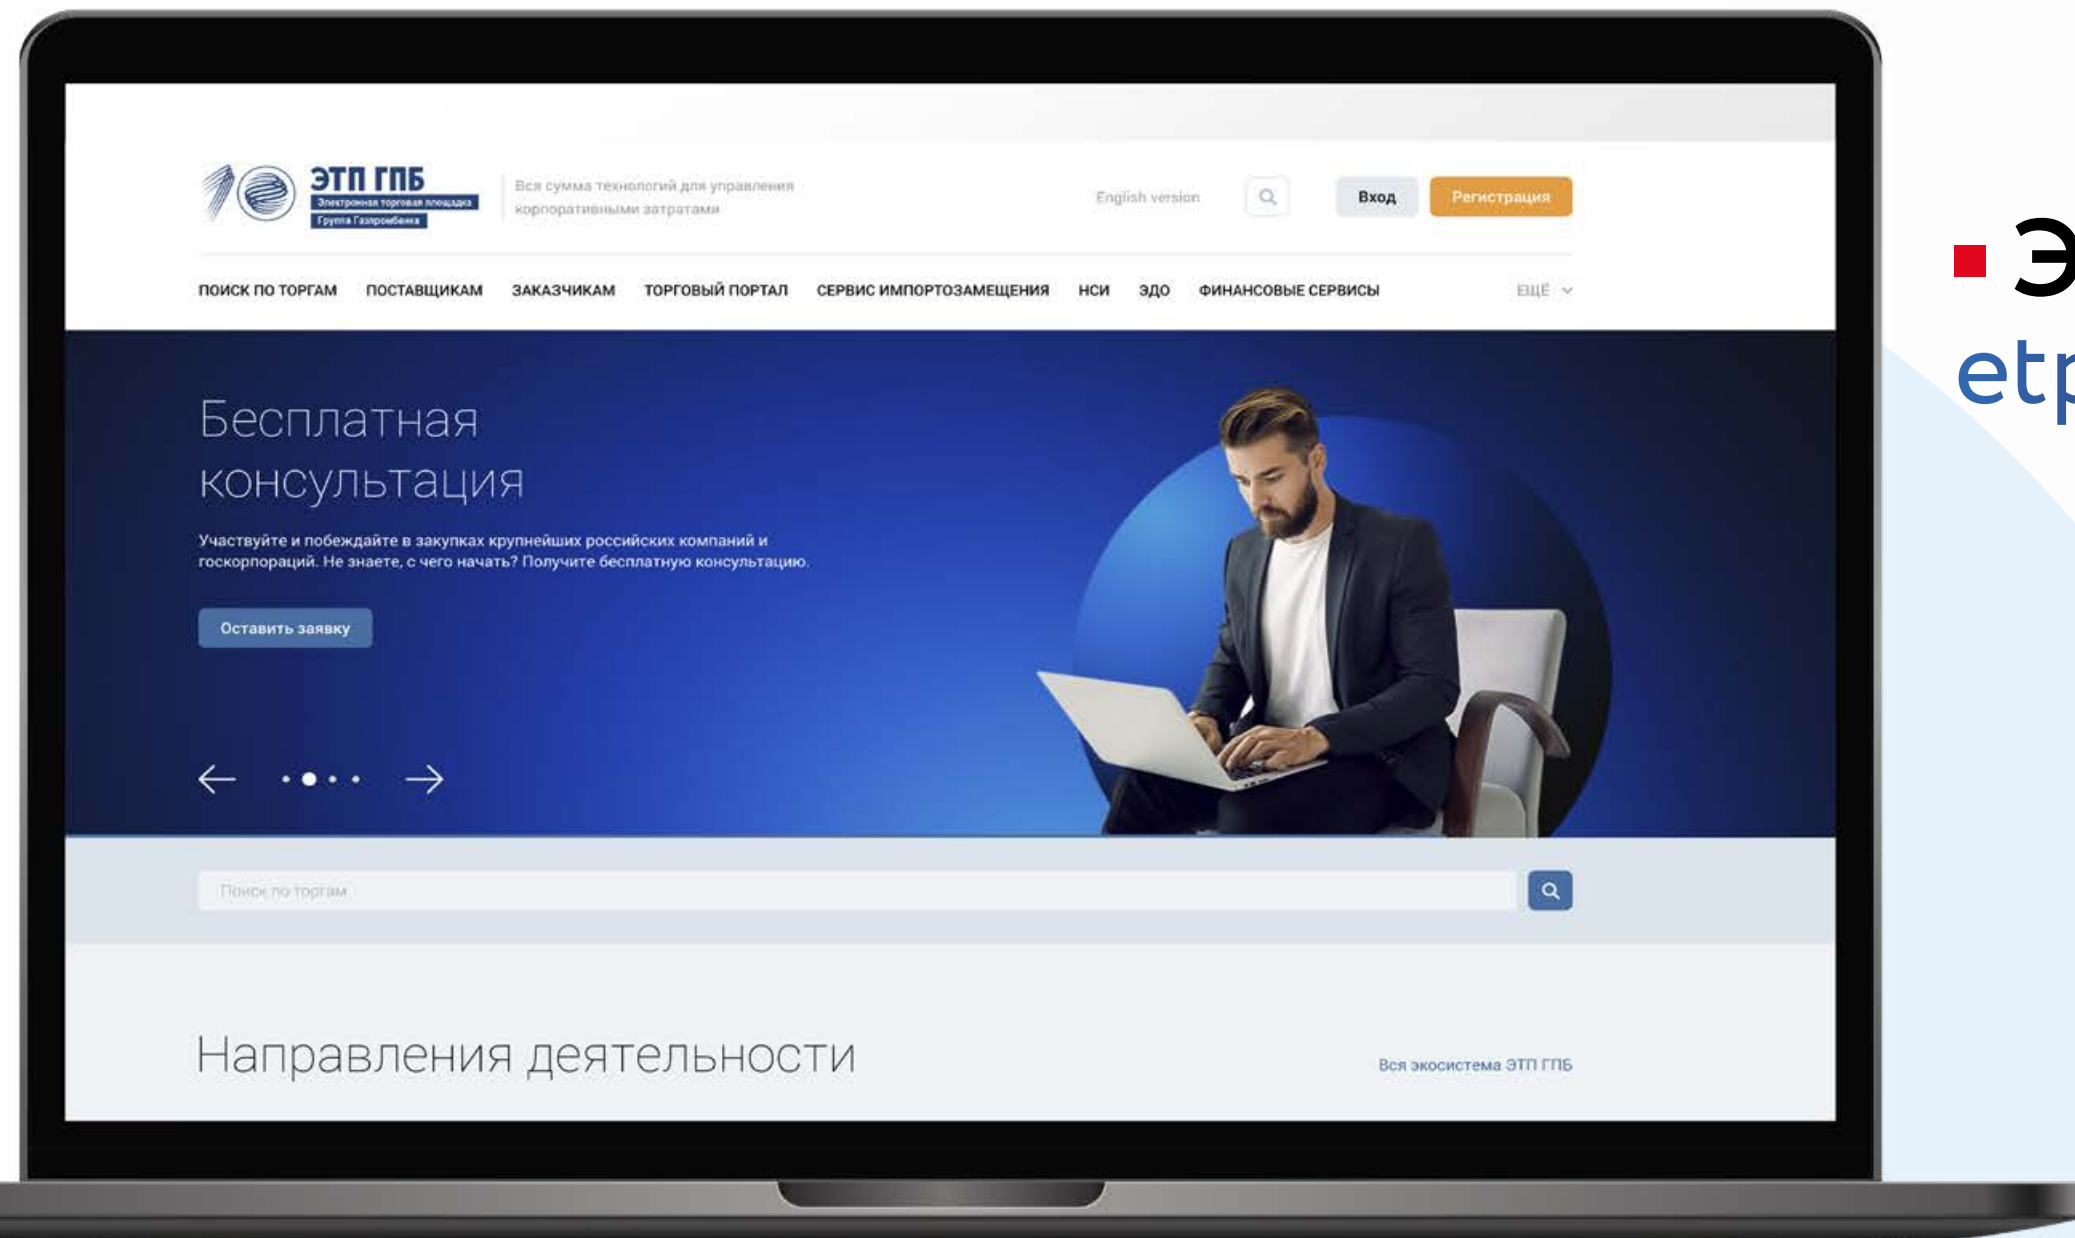 ЭТП ГПБ
Электронная торговая площадка
Группа Газпромбанка
Вся сумма технологий для управления
корпоративными затратами
English version
Вход
Регистрация
ПОИСК ПО ТОРГАМ ПОСТАВЩИКАМ ЗАКАЗЧИКАМ ТОРГОВЫЙ ПОРТАЛ СЕРВИС ИМПОРТОЗАМЕЩЕНИЯ НСИ ЭДО ФИНАНСОВЫЕ СЕРВИСЫ ЕЩЁ
Бесплатная
консультация
Участвуйте и побеждайте в закупках крупнейших российских компаний и
госкорпораций. Не знаете, с чего начать? Получите бесплатную консультацию.
Оставить заявку
Поиск по торгам
Направления деятельности
Вся экосистема ЭТП ГПБ